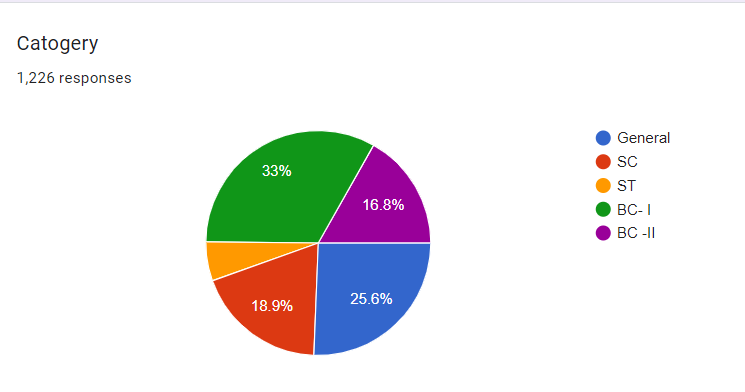 Catogery
1,226 responses
33%
16.8%
18.9%
25.6%
General
SC
ST
BC- I
BC -II